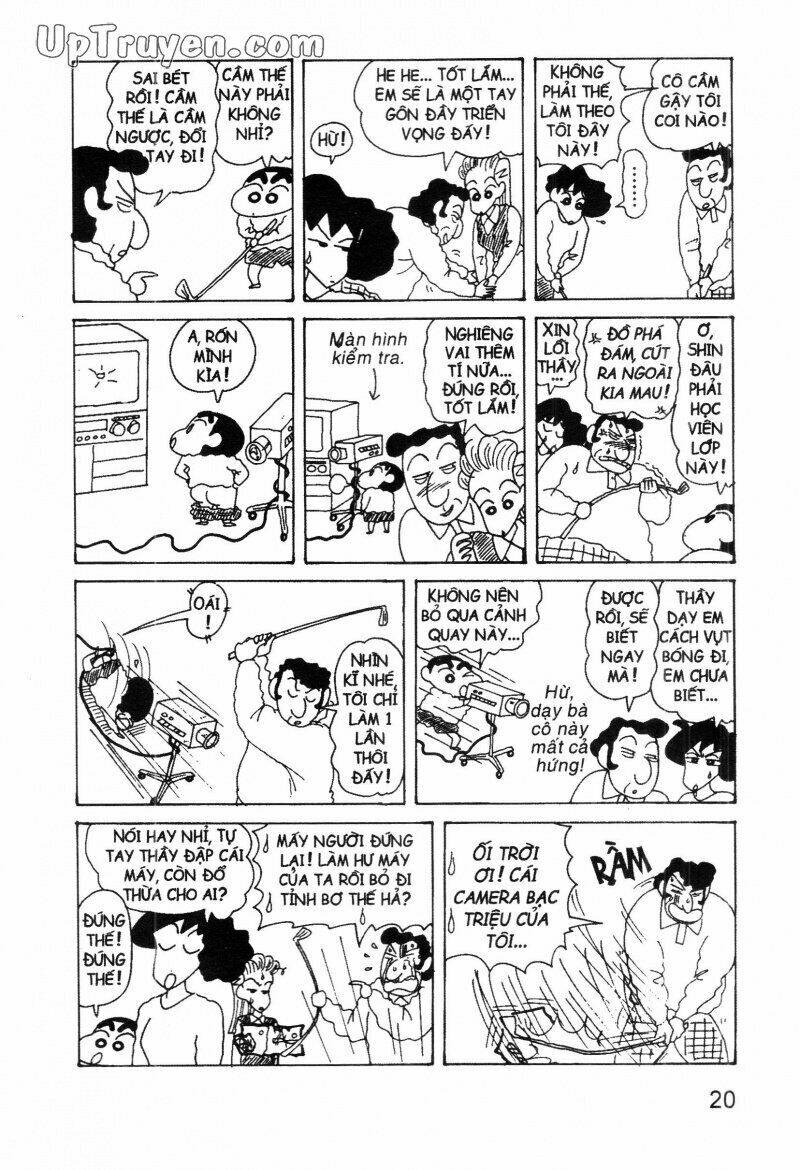 UpTruyen.com
CÔ CẦM
GẬY TÔI
COI NÀO!
KHÔNG
PHẢI THẾ,
LÀM THEO
TÔI ĐÂY
NÀY!
......
HE HE... TỐT LẮM...
EM SẼ LÀ MỘT TAY
GÔN ĐẦY TRIỂN
VỌNG ĐẤY!
HỪ!
CẦM THẾ
NÀY PHẢI
KHÔNG
NHỈ?
SAI BÉT
RỒI! CẦM
THẾ LÀ CẦM
NGƯỢC, ĐỔI
TAY ĐI!
Ơ,
SHIN
ĐÂU
PHẢI
HỌC
VIÊN
LỚP
NÀY!
ĐỒ PHÁ
ĐÁM, CÚT
RA NGOÀI
KIA MAU!
XIN
LỖI
THẦY...
NGHIÊNG
VAI THÊM
TÍ NỮA...
ĐÚNG RỒI,
TỐT LẮM!
Màn hình
kiểm tra.
A, RỐN
MÌNH
KÌA!
THẦY
DẠY EM
CÁCH VỤT
BÓNG ĐI,
EM CHƯA
BIẾT...
ĐƯỢC
RỒI, SẼ
BIẾT
NGAY
MÀ!
Hừ,
dạy bà
cô này
mất cả
hứng!
KHÔNG NÊN
BỎ QUA CẢNH
QUAY NÀY...
NHÌN
KĨ NHÉ,
TÔI CHỈ
LÀM 1
LẦN
THÔI
ĐẤY!
OÁI
!
RẦM
ỐI TRỜI
ƠI! CÁI
CAMERA BẠC
TRIỆU CỦA
TÔI...
MẤY NGƯỜI ĐỨNG
LẠI! LÀM HƯ MÁY
CỦA TA RỒI BỎ ĐI
TỈNH BƠ THẾ HẢ?
NÓI HAY NHỈ, TỰ
TAY THẦY ĐẬP CÁI
MÁY, CÒN ĐỔ
THỪA CHO AI?
ĐÚNG
THẾ!
ĐÚNG
THẾ!
20